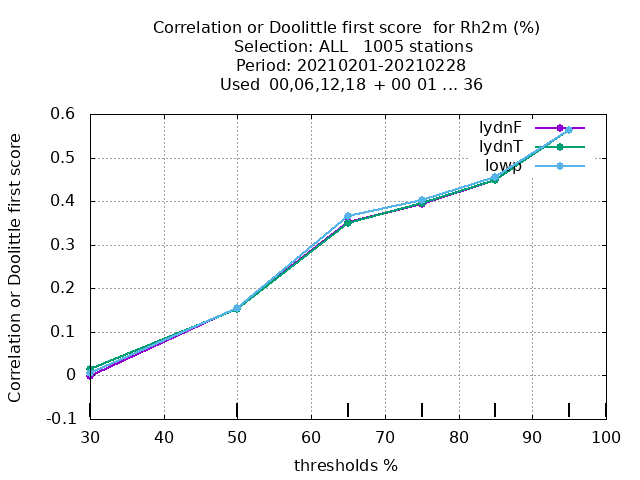 Correlation or Doolittle first score  for Rh2m (%)
Selection: ALL   1005 stations
Period: 20210201-20210228
Used  00,06,12,18  + 00 01 ... 36
Correlation or Doolittle first score
0.6
0.5
0.4
0.3
0.2
0.1
0
-0.1
lydnF
lydnT
lowp
30 40 50 60 70 80 90 100
thresholds %